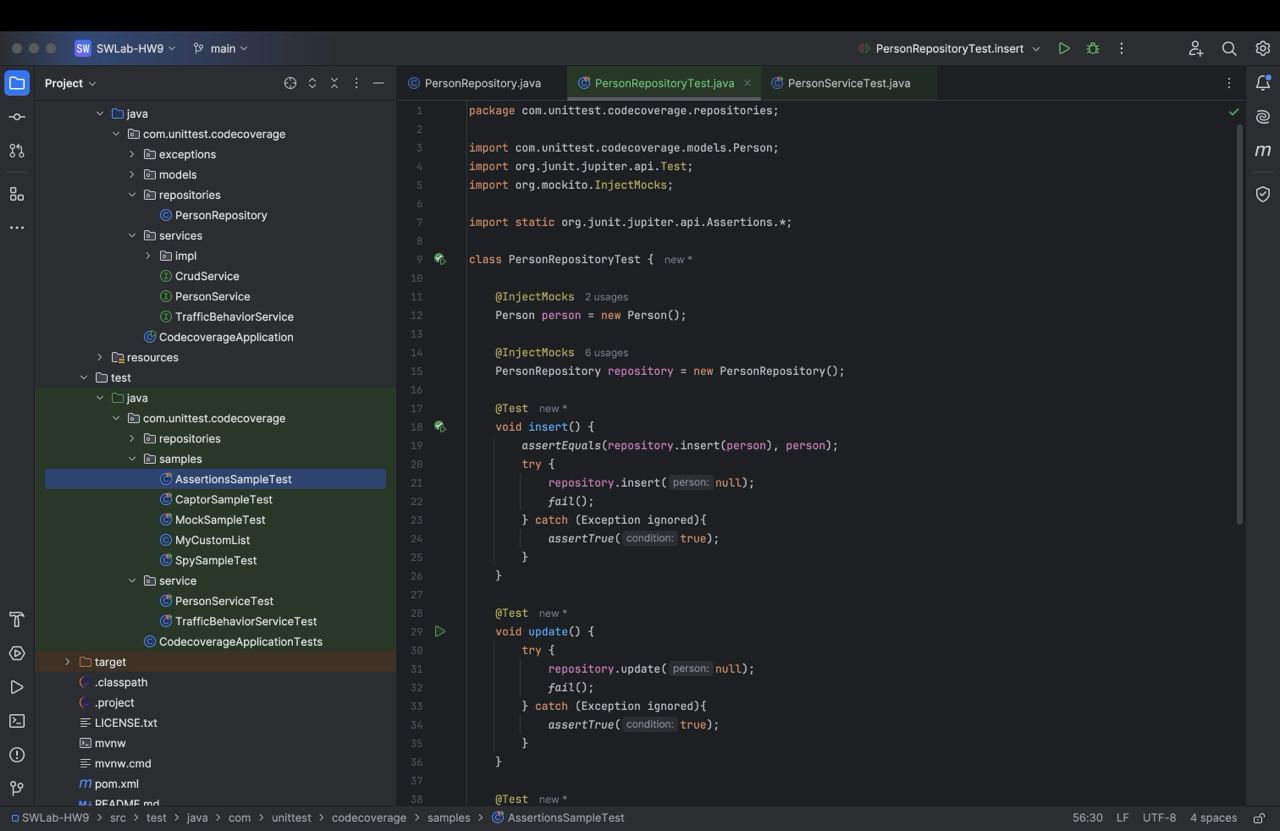 SW SWLab-HW9 main PersonRepositoryTest.insert
Project
PersonRepository.java PersonRepositoryTest.java PersonServiceTest.java
java
com.unittest.codecoverage
exceptions
models
repositories
PersonRepository
services
impl
CrudService
PersonService
TrafficBehaviorService
CodecoverageApplication
resources
test
java
com.unittest.codecoverage
repositories
samples
AssertionsSampleTest
CaptorSampleTest
MockSampleTest
MyCustomList
SpySampleTest
service
PersonServiceTest
TrafficBehaviorServiceTest
CodecoverageApplicationTests
target
.classpath
.project
LICENSE.txt
mvnw
mvnw.cmd
m pom.xml
M↓ README.md
1 package com.unittest.codecoverage.repositories;
2
3 import com.unittest.codecoverage.models.Person;
4 import org.junit.jupiter.api.Test;
5 import org.mockito.InjectMocks;
6
7 import static org.junit.jupiter.api.Assertions.*;
8
9 class PersonRepositoryTest { new *
10
11 @InjectMocks 2 usages
12 Person person = new Person();
13
14 @InjectMocks 6 usages
15 PersonRepository repository = new PersonRepository();
16
17 @Test new *
18 void insert() {
19 assertEquals(repository.insert(person), person);
20 try {
21 repository.insert( person: null);
22 fail();
23 } catch (Exception ignored){
24 assertTrue( condition: true);
25 }
26 }
27
28 @Test new *
29 void update() {
30 try {
31 repository.update( person: null);
32 fail();
33 } catch (Exception ignored){
34 assertTrue( condition: true);
35 }
36 }
37
38 @Test new *
m
SWLab-HW9 > src > test > java > com > unittest > codecoverage > samples > AssertionsSampleTest 56:30 LF UTF-8 4 spaces